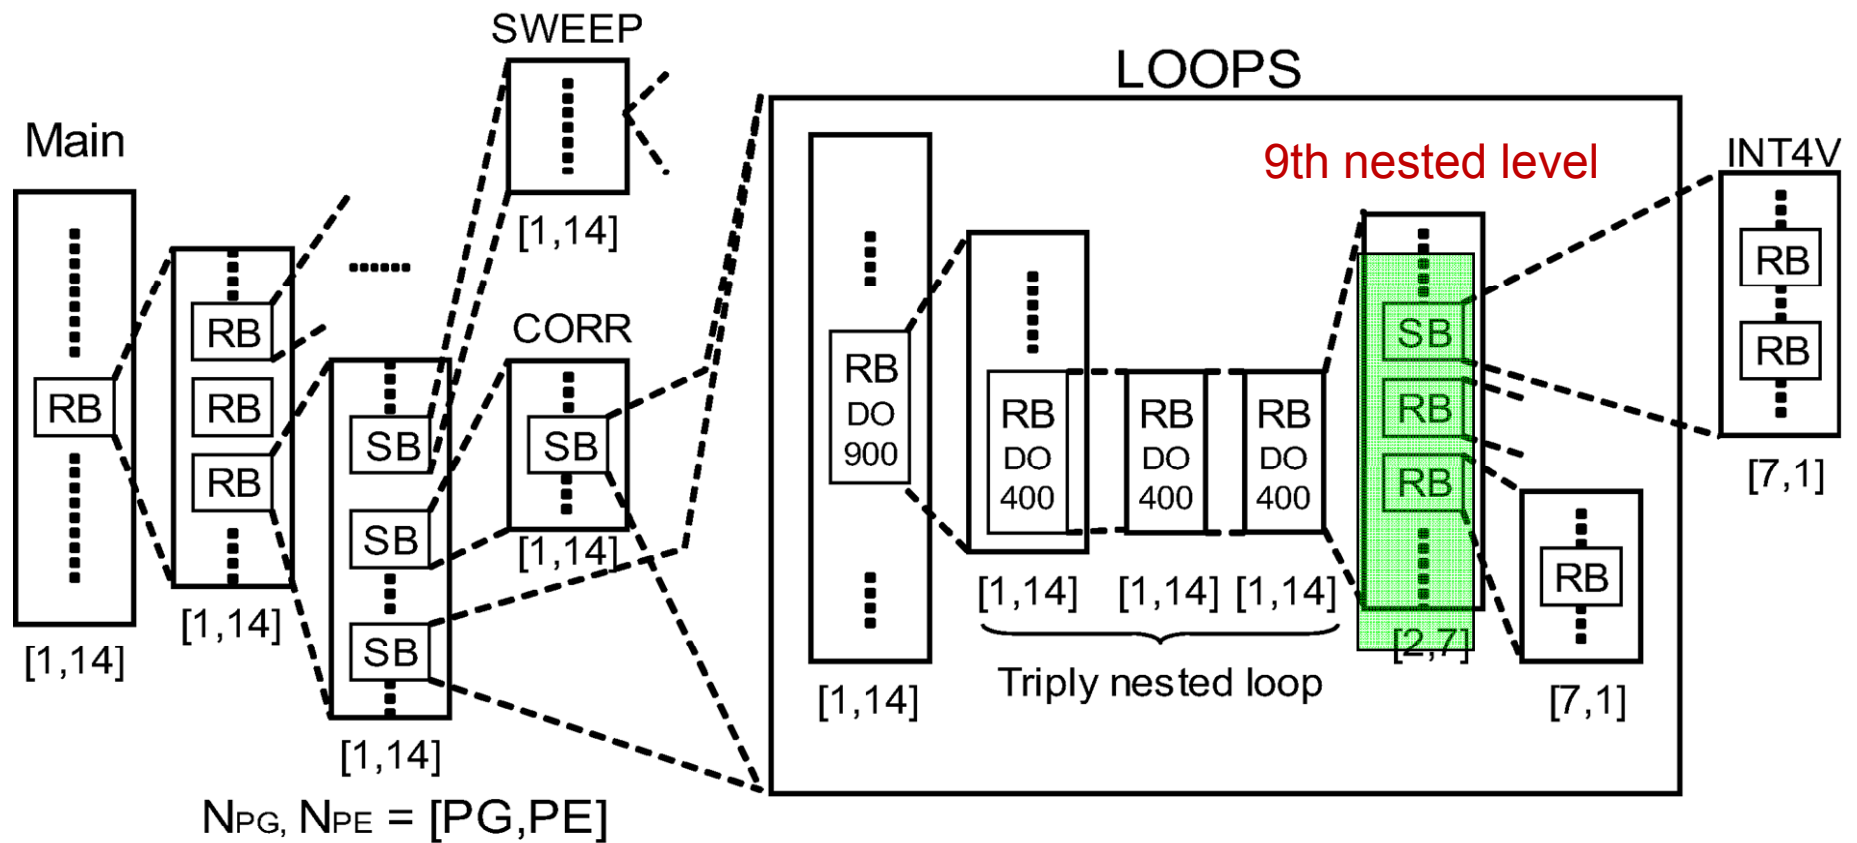 Main
RB
[1,14]
RB
RB
RB
[1,14]
SB
SB
SB
[1,14]
SWEEP
[1,14]
CORR
SB
[1,14]
NPG, NPE = [PG,PE]
LOOPS
RB
DO
900
[1,14]
RB
DO
400
[1,14]
RB
DO
400
[1,14]
RB
DO
400
[1,14]
Triply nested loop
9th nested level
SB
RB
RB
[2,7]
RB
[7,1]
INT4V
RB
RB
[7,1]